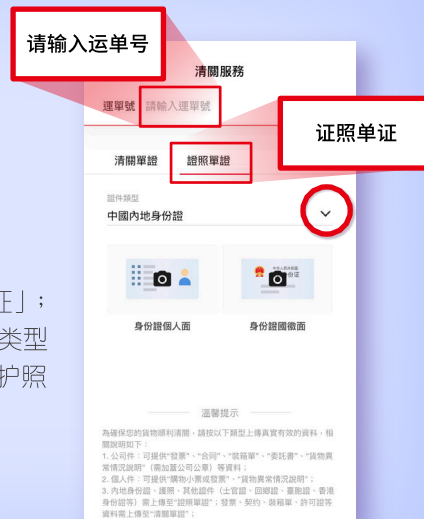 请输入运单号
清關服務
運單號 請輸入運單號
证照单证
清關單證 證照單證
證件類型
中國內地身份證
身份證個人面 身份證國徽面
证」；
类型
护照
溫馨提示
為確保您的貨物順利清關，請按以下類型上傳真實有效的資料，相
關說明如下：
1. 公司件：可提供“發票”、“合同”、“裝箱單”、“委託書”、“貨物異
常情況說明”（需加蓋公司公章）等資料；
2. 個人件：可提供“購物小票或發票”、“貨物異常情況說明”；
3. 內地身份證、護照、其他證件（士官證、回鄉證、臺胞證、香港
身份證等）需上傳至“證照單證”；發票、契約、裝箱單、許可證等
資料需上傳至“清關單證”；